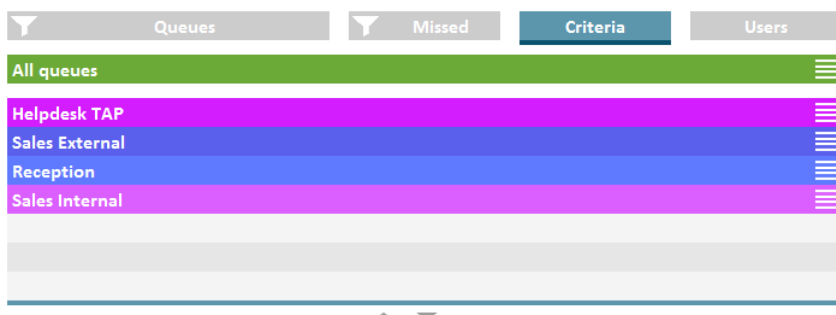 Queues Missed Criteria Users
All queues
Helpdesk TAP
Sales External
Reception
Sales Internal